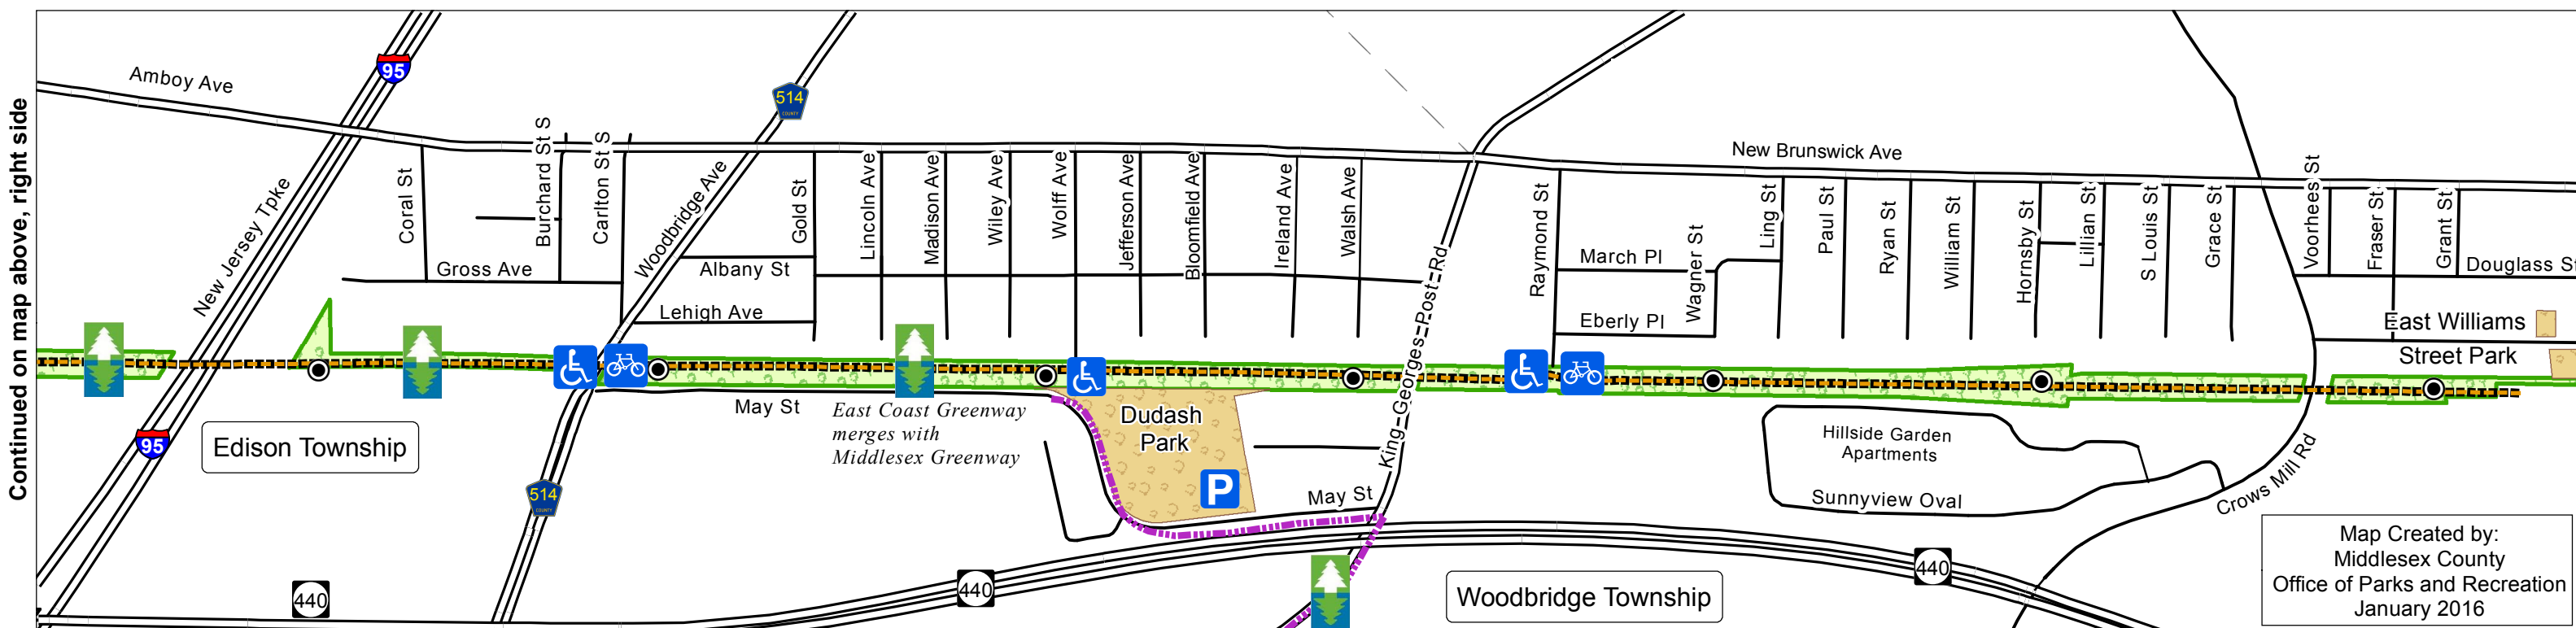 Continued on map above, right side
Amboy Ave
95
514
COUNTY
New Brunswick Ave
New Jersey Tpke
Coral St
Burchard St S
Carlton St S
Woodbridge Ave
Gold St
Lincoln Ave
Madison Ave
Wiley Ave
Wolff Ave
Jefferson Ave
Bloomfield Ave
Ireland Ave
Walsh Ave
King Georges Post Rd
Raymond St
March Pl
Wagner St
Ling St
Paul St
Ryan St
William St
Hornsby St
Lillian St
S Louis St
Grace St
Voorhees St
Fraser St
Grant St
Douglass St
Gross Ave
Albany St
Lehigh Ave
Eberly Pl
East Williams
Street Park
May St
East Coast Greenway
merges with
Middlesex Greenway
Dudash
Park
P
May St
Hillside Garden
Apartments
Sunnyview Oval
Crows Mill Rd
95
Edison Township
514
COUNTY
440
440
440
Woodbridge Township
Map Created by:
Middlesex County
Office of Parks and Recreation
January 2016